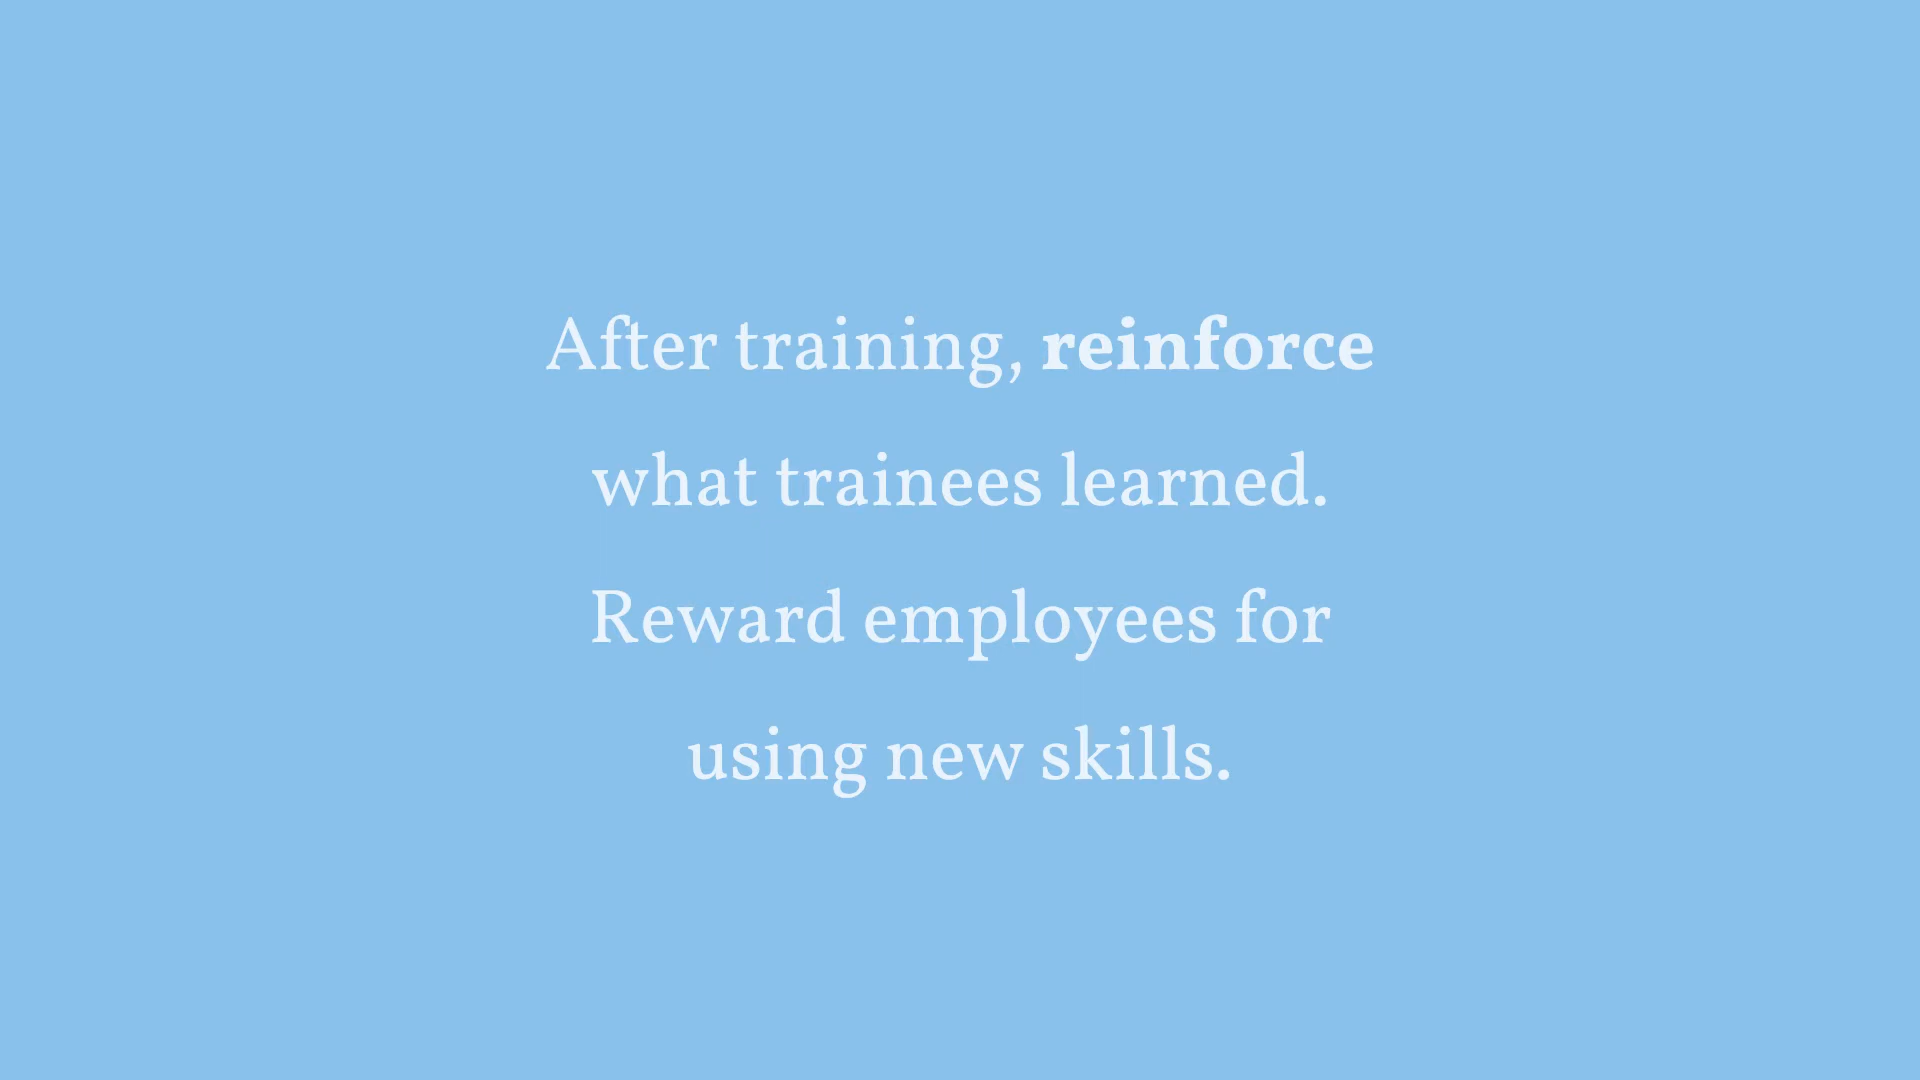 After training, reinforce
what trainees learned.
Reward employees for
using new skills.